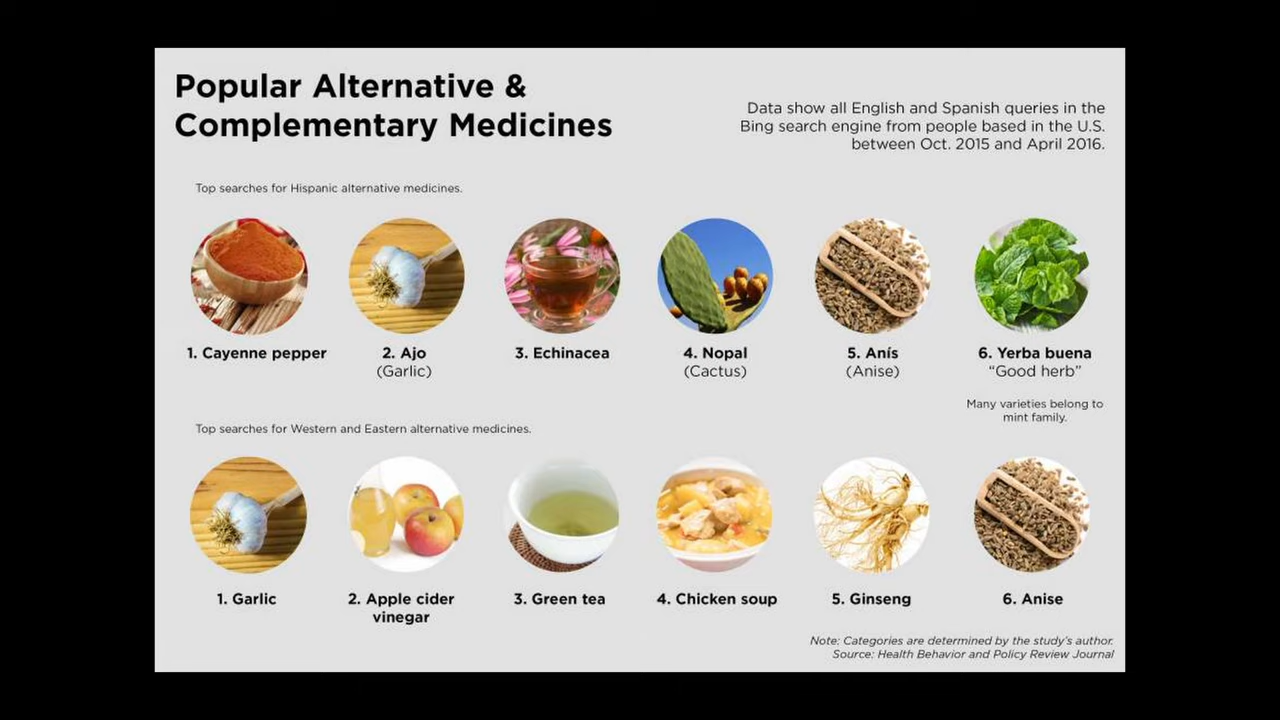 Popular Alternative &
Complementary Medicines
Data show all English and Spanish queries in the
Bing search engine from people based in the U.S.
between Oct. 2015 and April 2016.
Top searches for Hispanic alternative medicines.
1. Cayenne pepper
2. Ajo
(Garlic)
3. Echinacea
4. Nopal
(Cactus)
5. Anís
(Anise)
6. Yerba buena
“Good herb”
Many varieties belong to
mint family.
Top searches for Western and Eastern alternative medicines.
1. Garlic
2. Apple cider
vinegar
3. Green tea
4. Chicken soup
5. Ginseng
6. Anise
Note: Categories are determined by the study’s author.
Source: Health Behavior and Policy Review Journal